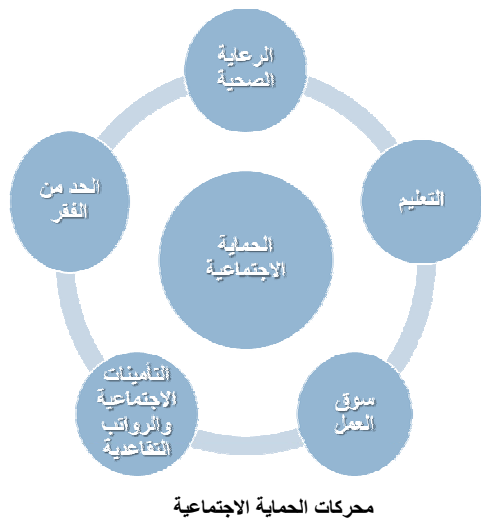 الرعاية
الصحية
التعليم
الحد من
الفقر
الحماية
الاجتماعية
سوق
العمل
التأمينات
الاجتماعية
والرواتب
التقاعدية
محركات الحماية الاجتماعية